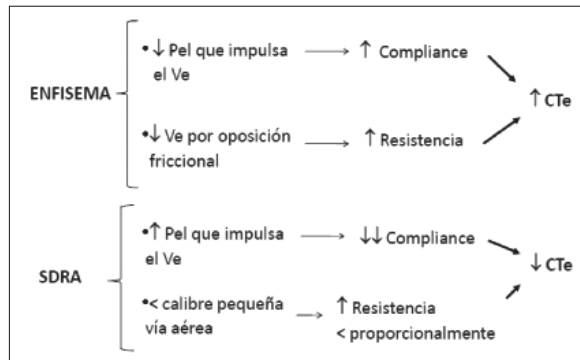 •↓ Pel que impulsa
el Ve
↑ Compliance
ENFISEMA
↑ CTe
•↓ Ve por oposición
friccional
↑ Resistencia
•↑ Pel que impulsa
el Ve
↓↓ Compliance
SDRA
↓ CTe
•< calibre pequeña
vía aérea
↑ Resistencia
< proporcionalmente